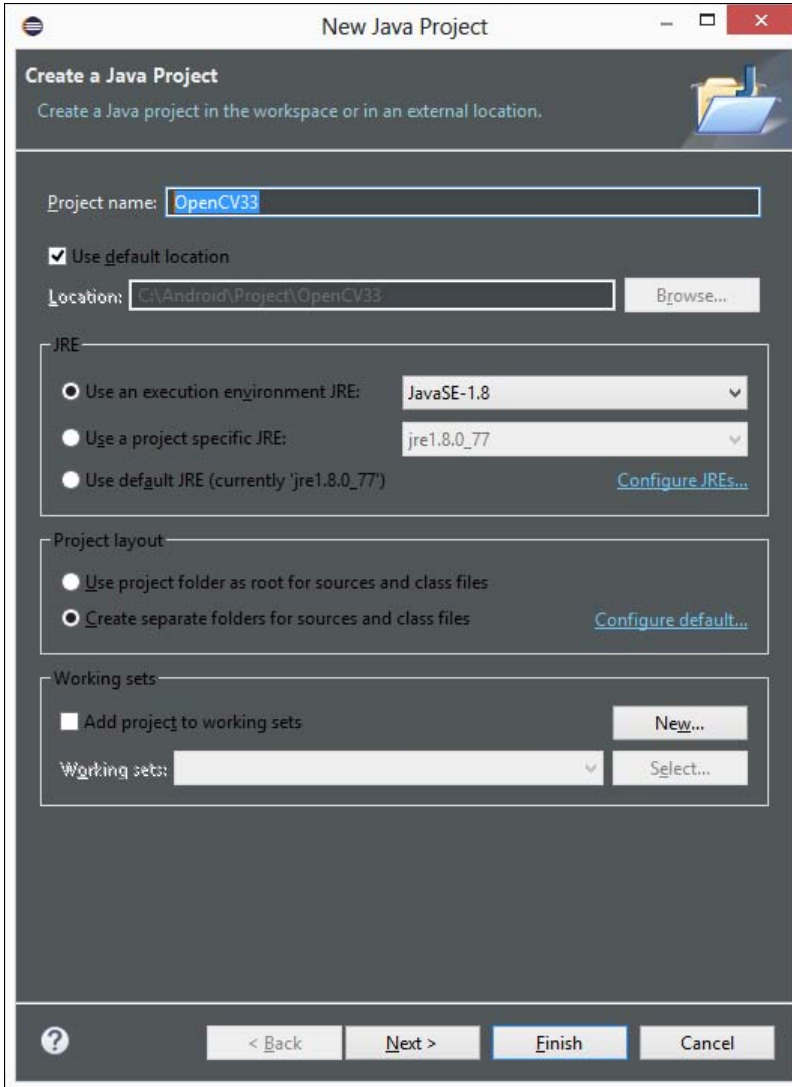 New Java Project
Create a Java Project
Create a Java project in the workspace or in an external location.
Project name: OpenCV33
Use default location
Location: C:\Android\Project\OpenCV33 Browse...
JRE
Use an execution environment JRE: JavaSE-1.8
Use a project specific JRE: jre1.8.0_77
Use default JRE (currently 'jre1.8.0_77') Configure JREs...
Project layout
Use project folder as root for sources and class files
Create separate folders for sources and class files Configure default...
Working sets
Add project to working sets New...
Working sets: Select...
? < Back Next > Finish Cancel